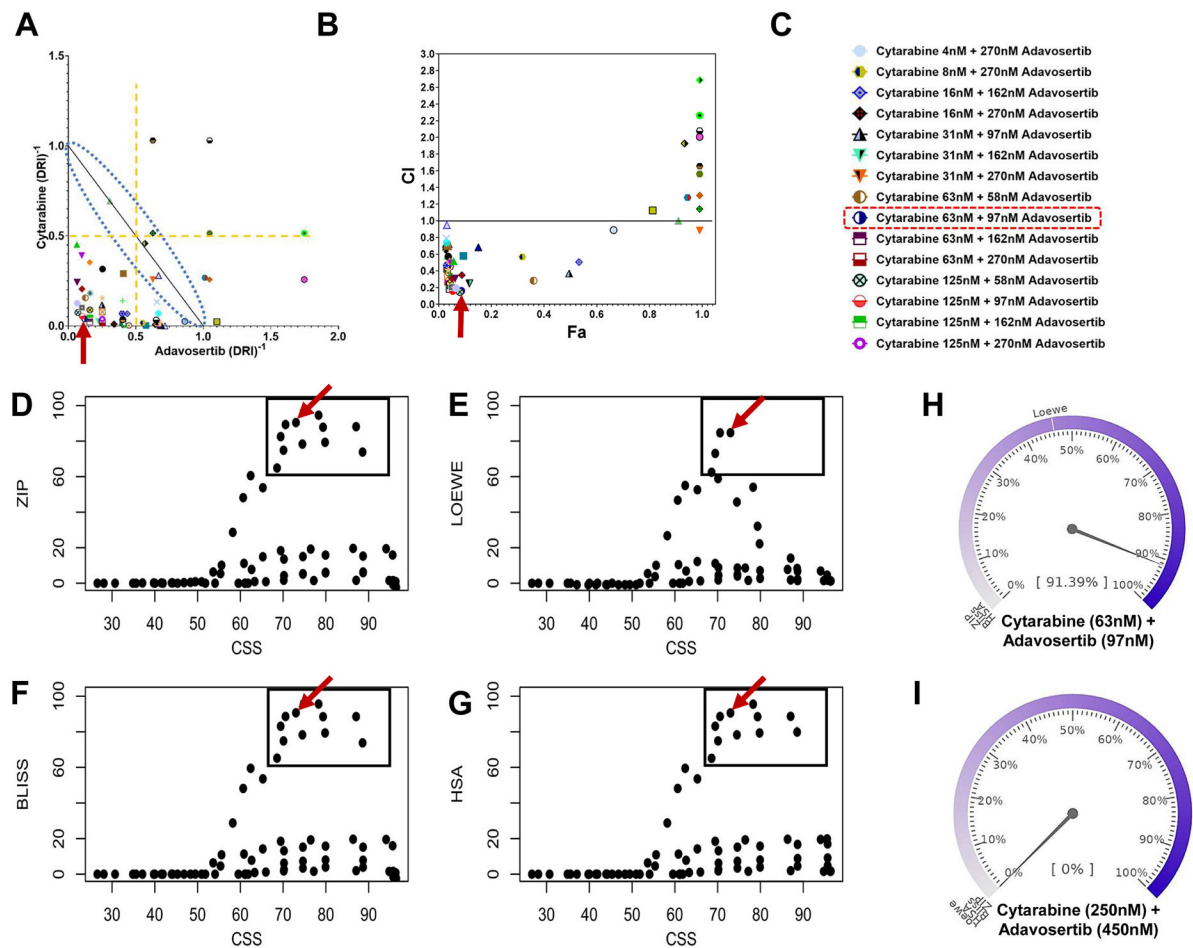 A
B
C
1.5
1.0
0.5
0.0
Cytarabine (DRI)-1
0.0
0.5
1.0
1.5
2.0
Adavosertib (DRI)-1
3.0
2.8
2.6
2.4
2.2
2.0
1.8
1.6
1.4
1.2
1.0
0.8
0.6
0.4
0.2
0.0
CI
0.0
0.2
0.4
0.6
0.8
1.0
Fa
Cytarabine 4nM + 270nM Adavosertib
Cytarabine 8nM + 270nM Adavosertib
Cytarabine 16nM + 162nM Adavosertib
Cytarabine 16nM + 270nM Adavosertib
Cytarabine 31nM + 97nM Adavosertib
Cytarabine 31nM + 162nM Adavosertib
Cytarabine 31nM + 270nM Adavosertib
Cytarabine 63nM + 58nM Adavosertib
Cytarabine 63nM + 97nM Adavosertib
Cytarabine 63nM + 162nM Adavosertib
Cytarabine 63nM + 270nM Adavosertib
Cytarabine 125nM + 58nM Adavosertib
Cytarabine 125nM + 97nM Adavosertib
Cytarabine 125nM + 162nM Adavosertib
Cytarabine 125nM + 270nM Adavosertib
D
100
60
20
0
ZIP
30 40 50 60 70 80 90
CSS
E
100
60
20
0
LOEWE
30 40 50 60 70 80 90
CSS
H
Loewe
0%
10%
20%
30%
40%
50%
60%
70%
80%
90%
100%
[ 91.39% ]
ZIP
HSA
Cytarabine (63nM) +
Adavosertib (97nM)
F
100
60
20
0
BLISS
30 40 50 60 70 80 90
CSS
G
100
60
20
0
HSA
30 40 50 60 70 80 90
CSS
I
0%
10%
20%
30%
40%
50%
60%
70%
80%
90%
100%
[ 0% ]
Cytarabine (250nM) +
Adavosertib (450nM)